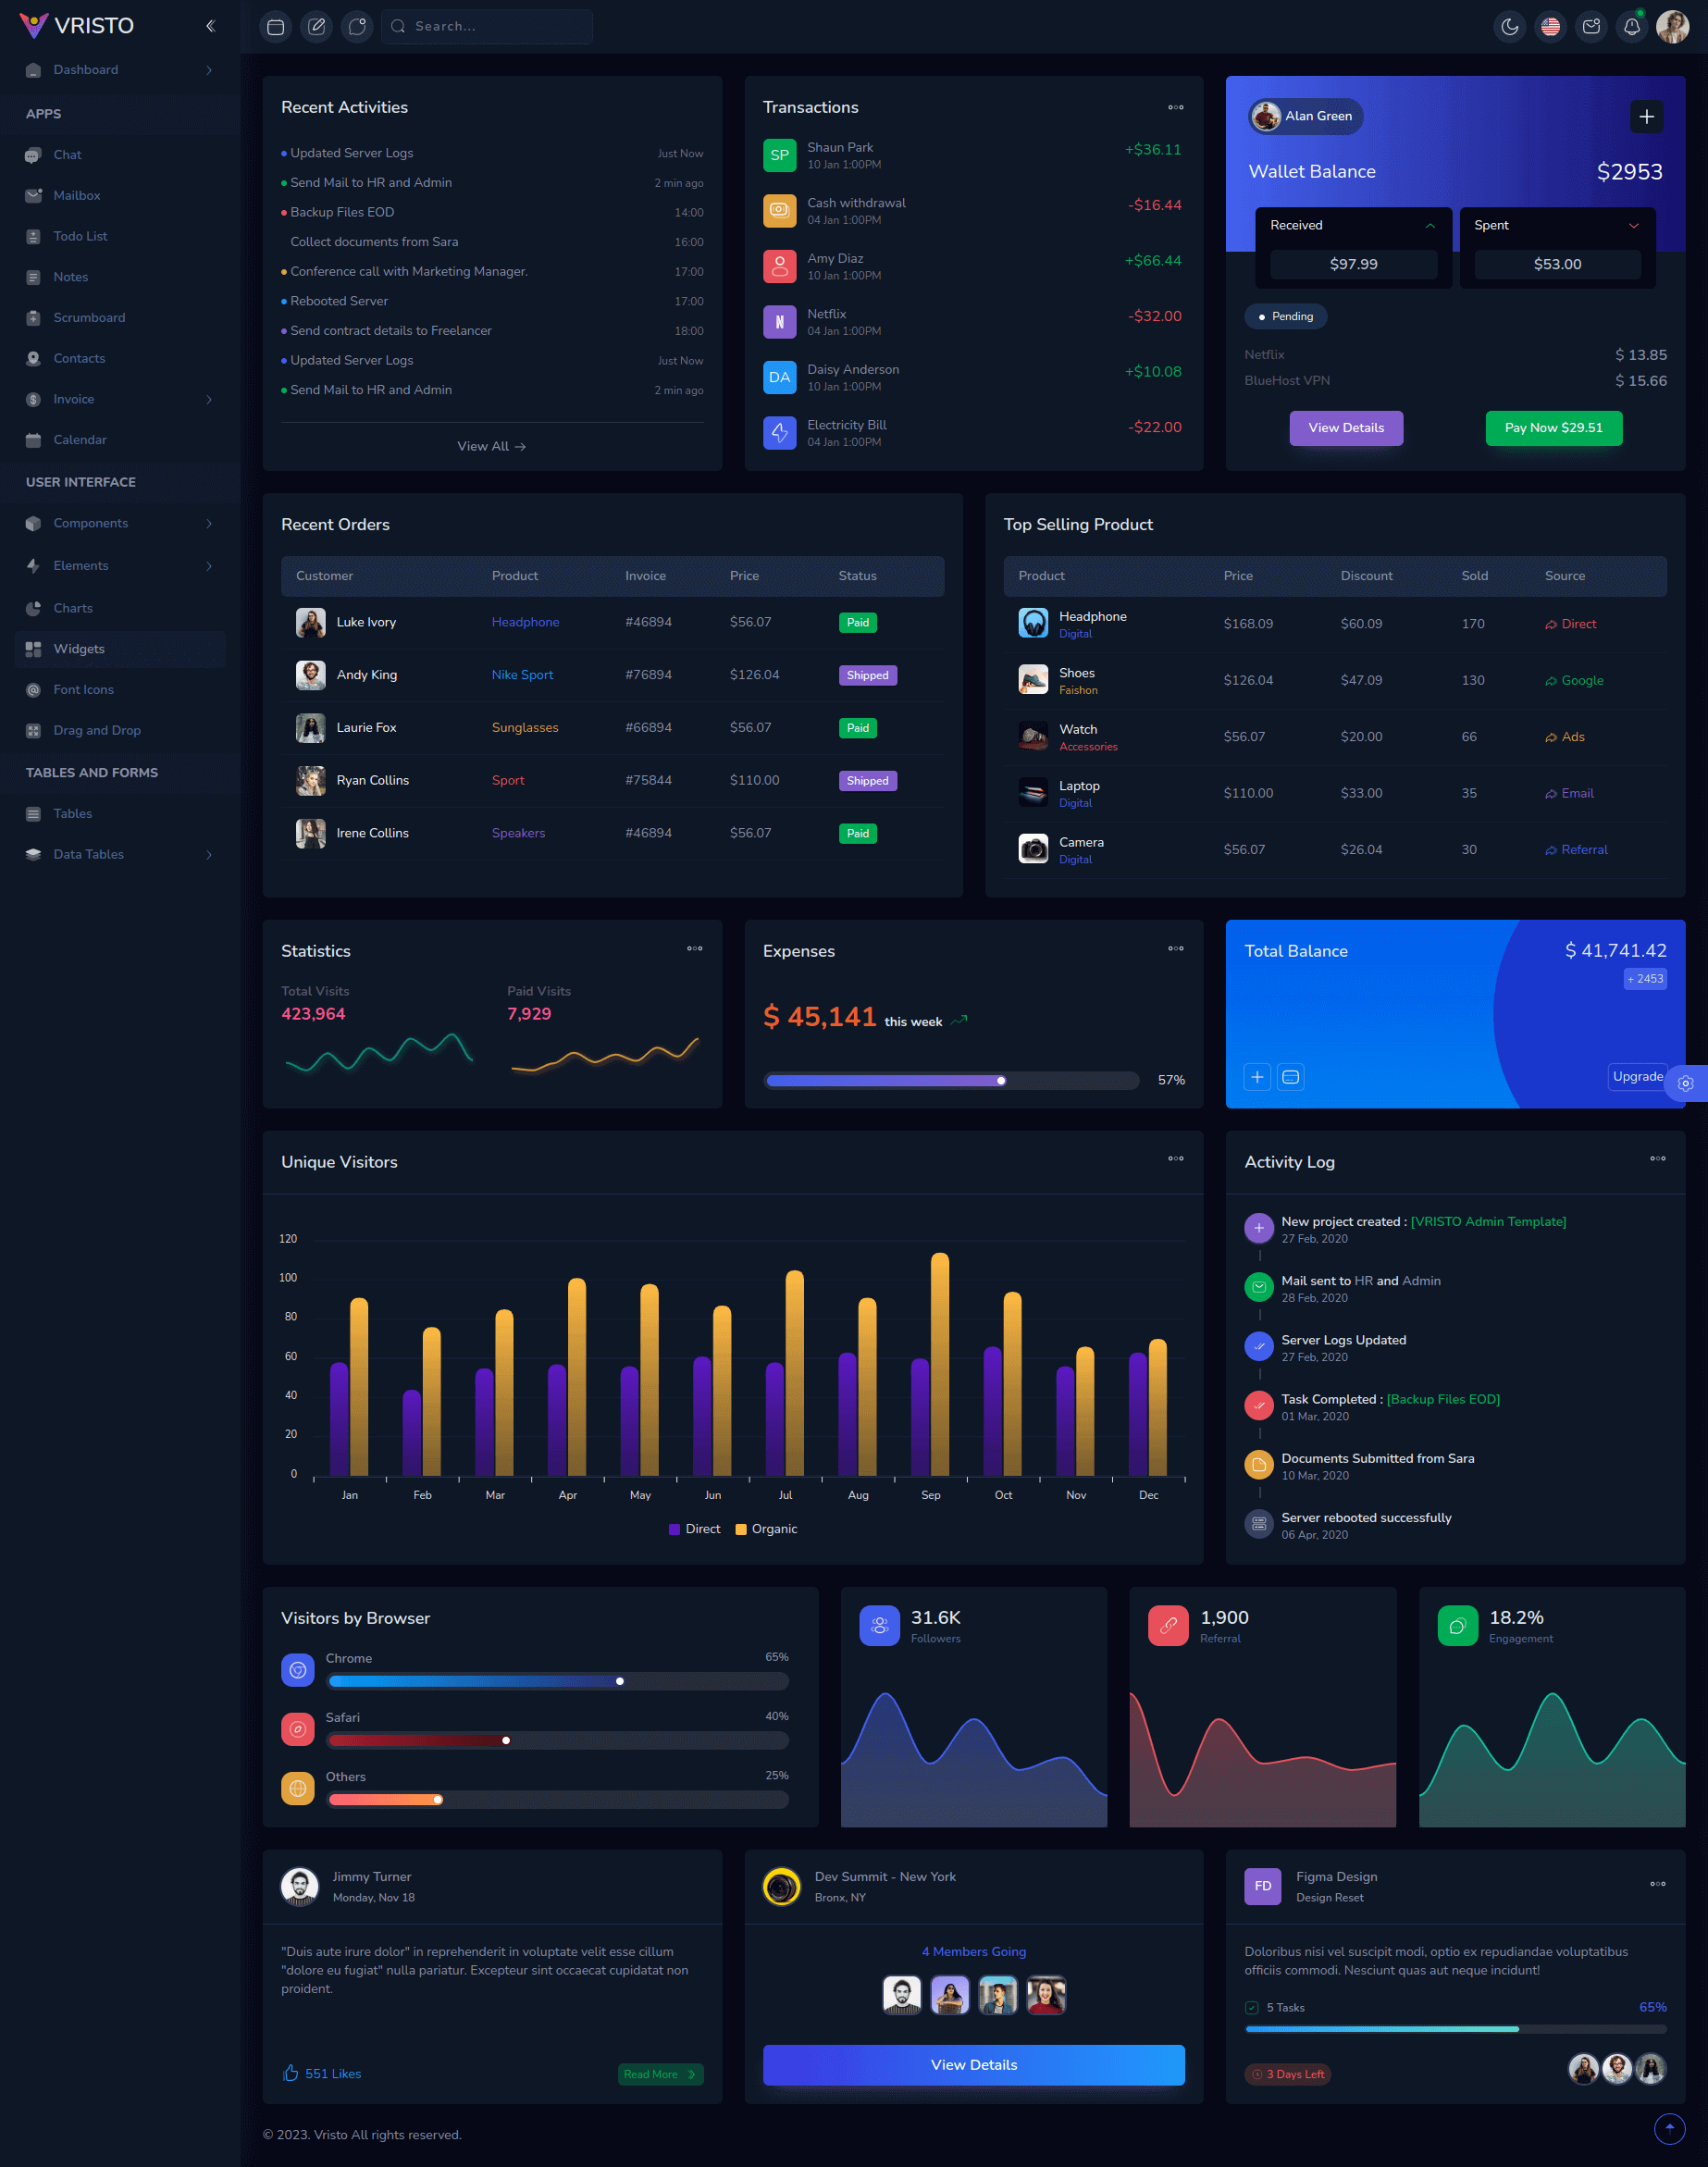 VRISTO
Search...
Dashboard
APPS
Chat
Mailbox
Todo List
Notes
Scrumboard
Contacts
Invoice
Calendar
USER INTERFACE
Components
Elements
Charts
Widgets
Font Icons
Drag and Drop
TABLES AND FORMS
Tables
Data Tables
Recent Activities
Updated Server Logs Just Now
Send Mail to HR and Admin 2 min ago
Backup Files EOD 14:00
Collect documents from Sara 16:00
Conference call with Marketing Manager. 17:00
Rebooted Server 17:00
Send contract details to Freelancer 18:00
Updated Server Logs Just Now
Send Mail to HR and Admin 2 min ago
View All
Transactions
SP Shaun Park +$36.11
10 Jan 1:00PM
Cash withdrawal -$16.44
04 Jan 1:00PM
Amy Diaz +$66.44
10 Jan 1:00PM
N Netflix -$32.00
04 Jan 1:00PM
DA Daisy Anderson +$10.08
10 Jan 1:00PM
Electricity Bill -$22.00
04 Jan 1:00PM
Alan Green
Wallet Balance $2953
Received Spent
$97.99 $53.00
Pending
Netflix $ 13.85
BlueHost VPN $ 15.66
View Details Pay Now $29.51
Recent Orders
Customer Product Invoice Price Status
Luke Ivory Headphone #46894 $56.07 Paid
Andy King Nike Sport #76894 $126.04 Shipped
Laurie Fox Sunglasses #66894 $56.07 Paid
Ryan Collins Sport #75844 $110.00 Shipped
Irene Collins Speakers #46894 $56.07 Paid
Top Selling Product
Product Price Discount Sold Source
Headphone $168.09 $60.09 170 Direct
Digital
Shoes $126.04 $47.09 130 Google
Faishon
Watch $56.07 $20.00 66 Ads
Accessories
Laptop $110.00 $33.00 35 Email
Digital
Camera $56.07 $26.04 30 Referral
Digital
Statistics
Total Visits Paid Visits
423,964 7,929
Expenses
$ 45,141 this week
57%
Total Balance $ 41,741.42
+ 2453
Upgrade
Unique Visitors
120
100
80
60
40
20
0
Jan Feb Mar Apr May Jun Jul Aug Sep Oct Nov Dec
Direct Organic
Activity Log
New project created : [VRISTO Admin Template]
27 Feb, 2020
Mail sent to HR and Admin
28 Feb, 2020
Server Logs Updated
27 Feb, 2020
Task Completed : [Backup Files EOD]
01 Mar, 2020
Documents Submitted from Sara
10 Mar, 2020
Server rebooted successfully
06 Apr, 2020
Visitors by Browser
Chrome 65%
Safari 40%
Others 25%
31.6K
Followers
1,900
Referral
18.2%
Engagement
Jimmy Turner
Monday, Nov 18
"Duis aute irure dolor" in reprehenderit in voluptate velit esse cillum
"dolore eu fugiat" nulla pariatur. Excepteur sint occaecat cupidatat non
proident.
551 Likes Read More
Dev Summit - New York
Bronx, NY
4 Members Going
View Details
FD Figma Design
Design Reset
Doloribus nisi vel suscipit modi, optio ex repudiandae voluptatibus
officiis commodi. Nesciunt quas aut neque incidunt!
5 Tasks 65%
3 Days Left
© 2023. Vristo All rights reserved.